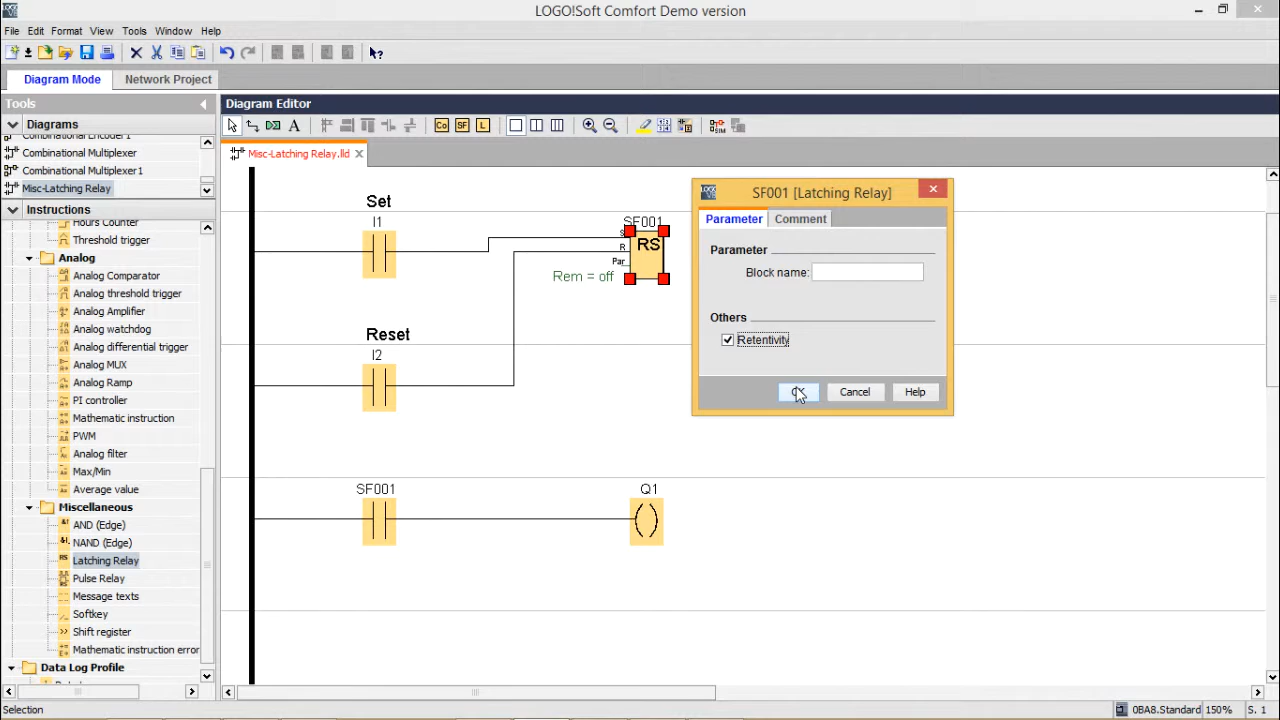 LOGO!Soft Comfort Demo version
File Edit Format View Tools Window Help
Diagram Mode Network Project
Tools
Diagram Editor
Diagrams
Combinational Encoder1
Combinational Multiplexer
Combinational Multiplexer1
Misc-Latching Relay
Instructions
Hours Counter
Threshold trigger
Analog
Analog Comparator
Analog threshold trigger
Analog Amplifier
Analog watchdog
Analog differential trigger
Analog MUX
Analog Ramp
PI controller
Mathematic instruction
PWM
Analog filter
Max/Min
Average value
Miscellaneous
AND (Edge)
NAND (Edge)
Latching Relay
Pulse Relay
Message texts
Softkey
Shift register
Mathematic instruction error
Data Log Profile
A Co SF L SIM
Misc-Latching Relay.lld
Set
I1
SF001
S
RS
R
Par
Rem = off
Reset
I2
SF001
Q1
SF001 [Latching Relay]
Parameter Comment
Parameter
Block name:
Others
Retentivity
Cancel Help
Selection
0BA8.Standard 150% S. 1